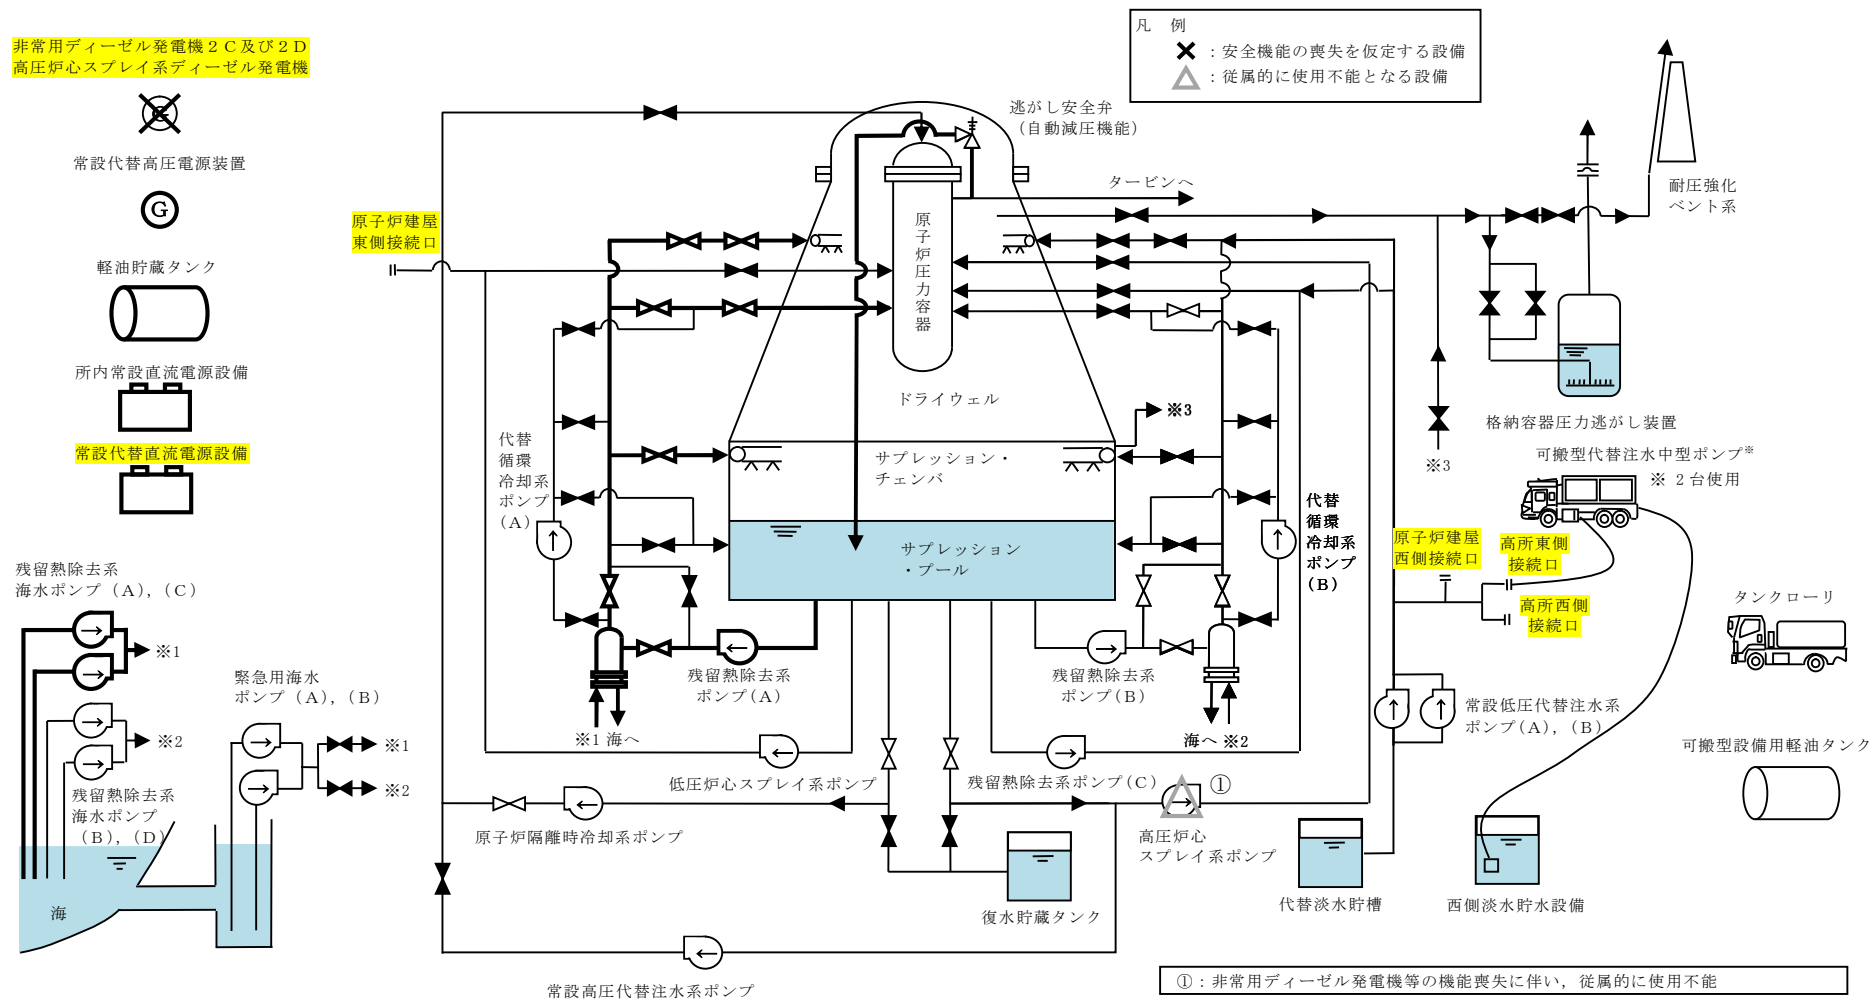 凡 例
：安全機能の喪失を仮定する設備
：従属的に使用不能となる設備
非常用ディーゼル発電機２Ｃ及び２Ｄ
高圧炉心スプレイ系ディーゼル発電機
G
常設代替高圧電源装置
G
軽油貯蔵タンク
所内常設直流電源設備
常設代替直流電源設備
原子炉建屋
東側接続口
逃がし安全弁
（自動減圧機能）
タービンへ
耐圧強化
ベント系
原子炉圧力容器
ドライウェル
※3
代替
循環
冷却系
ポンプ
（A）
サプレッション・
チェンバ
サプレッション
・プール
代替
循環
冷却系
ポンプ
（B）
※3
格納容器圧力逃がし装置
可搬型代替注水中型ポンプ※
※ ２台使用
原子炉建屋
西側接続口
高所東側
接続口
高所西側
接続口
タンクローリ
残留熱除去系
海水ポンプ（A），（C）
※1
※2
残留熱除去系
海水ポンプ
（B），（D）
緊急用海水
ポンプ（A），（B）
※1
※2
海
残留熱除去系
ポンプ（A）
※1 海へ
残留熱除去系
ポンプ（B）
海へ ※2
常設低圧代替注水系
ポンプ（A），（B）
可搬型設備用軽油タンク
低圧炉心スプレイ系ポンプ
残留熱除去系ポンプ（C）
①
原子炉隔離時冷却系ポンプ
高圧炉心
スプレイ系ポンプ
復水貯蔵タンク
代替淡水貯槽
西側淡水貯水設備
常設高圧代替注水系ポンプ
①：非常用ディーゼル発電機等の機能喪失に伴い，従属的に使用不能